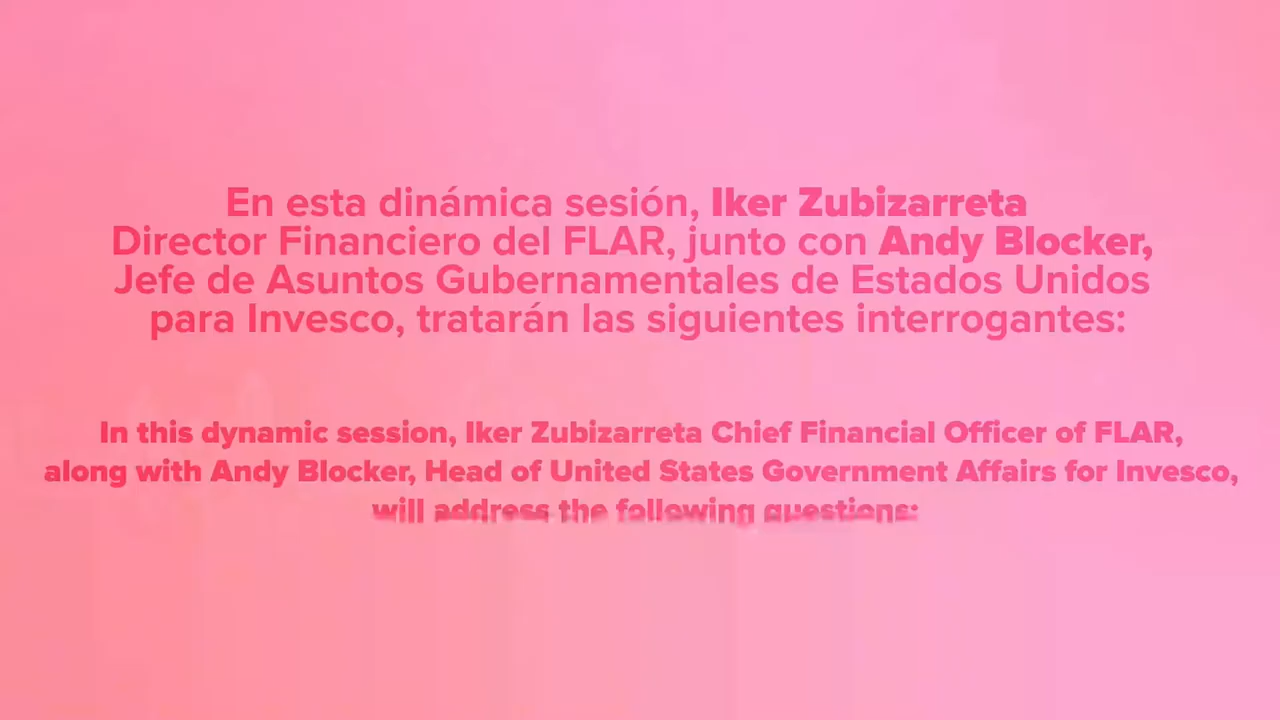 En esta dinámica sesión, Iker Zubizarreta
Director Financiero del FLAR, junto con Andy Blocker,
Jefe de Asuntos Gubernamentales de Estados Unidos
para Invesco, tratarán las siguientes interrogantes:
In this dynamic session, Iker Zubizarreta Chief Financial Officer of FLAR,
along with Andy Blocker, Head of United States Government Affairs for Invesco,
will address the following questions: